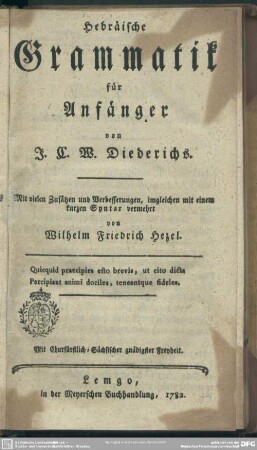 Hebräische
Grammatik
für
Anfänger
von
J. C. W. Diederichs.
Mit vielen Zusätzen und Verbesserungen, imgleichen mit einem
kurzen Syntax vermehrt
von
Wilhelm Friedrich Hezel.
Quicquid præcipies esto brevis, ut cito dicta
Percipiant animi dociles, teneantque fideles.
Mit Churfürstlich-Sächsischer gnädigster Freyheit.
Lemgo,
in der Meyerschen Buchhandlung, 1782.